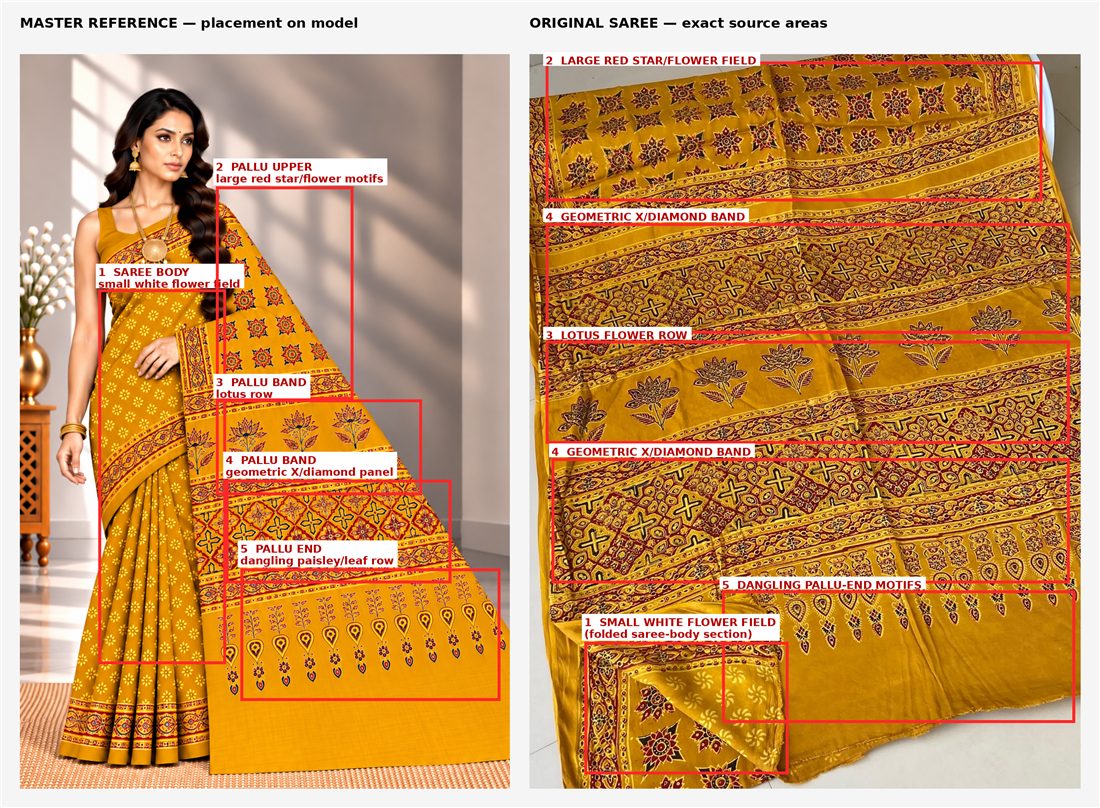 MASTER REFERENCE — placement on model
2 PALLU UPPER
large red star/flower motifs
1 SAREE BODY
small white flower field
3 PALLU BAND
lotus row
4 PALLU BAND
geometric X/diamond panel
5 PALLU END
dangling paisley/leaf row
ORIGINAL SAREE — exact source areas
2 LARGE RED STAR/FLOWER FIELD
4 GEOMETRIC X/DIAMOND BAND
3 LOTUS FLOWER ROW
4 GEOMETRIC X/DIAMOND BAND
5 DANGLING PALLU-END MOTIFS
1 SMALL WHITE FLOWER FIELD
(folded saree-body section)